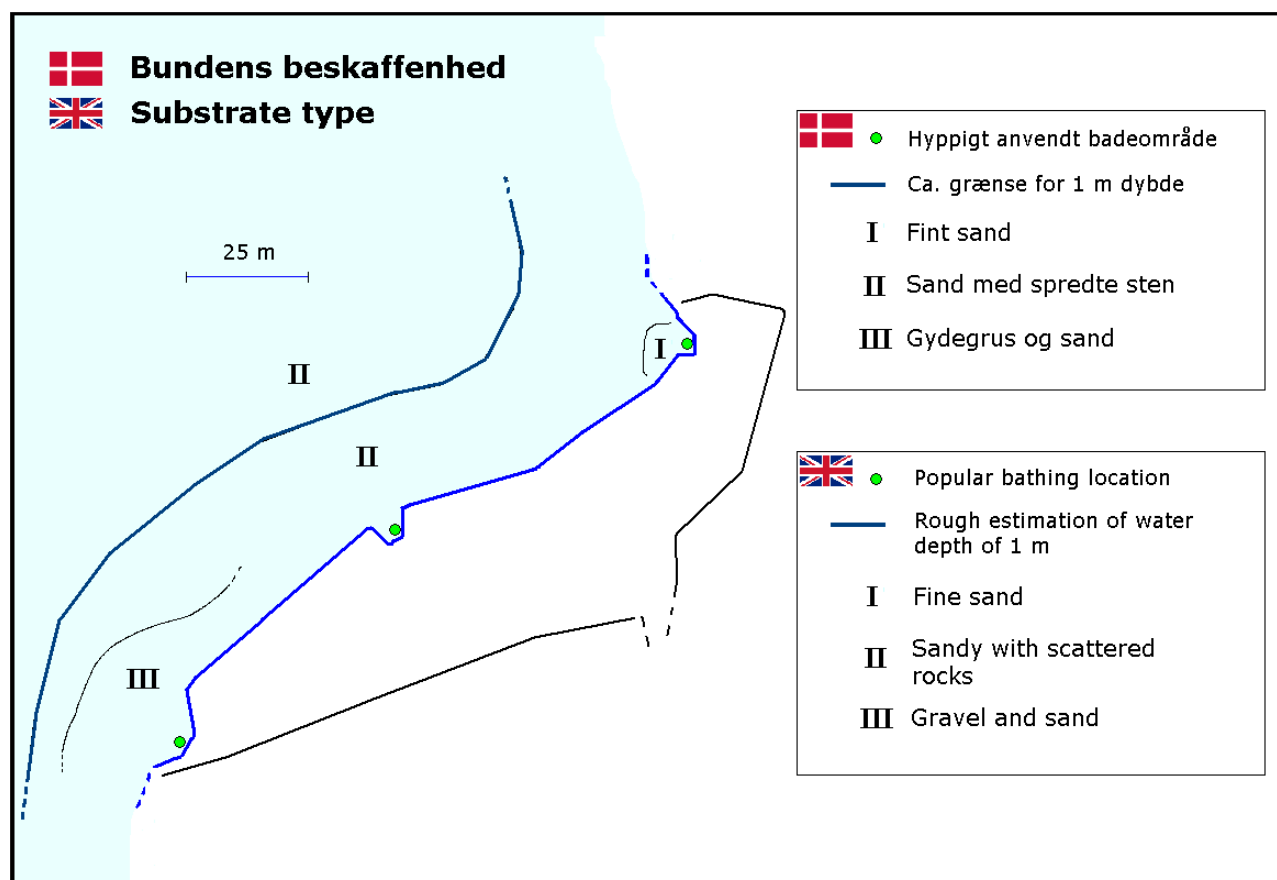 Bundens beskaffenhed
Substrate type
25 m
II
II
I
III
Hyppigt anvendt badeområde
Ca. grænse for 1 m dybde
I Fint sand
II Sand med spredte sten
III Gydegrus og sand
Popular bathing location
Rough estimation of water
depth of 1 m
I Fine sand
II Sandy with scattered
rocks
III Gravel and sand